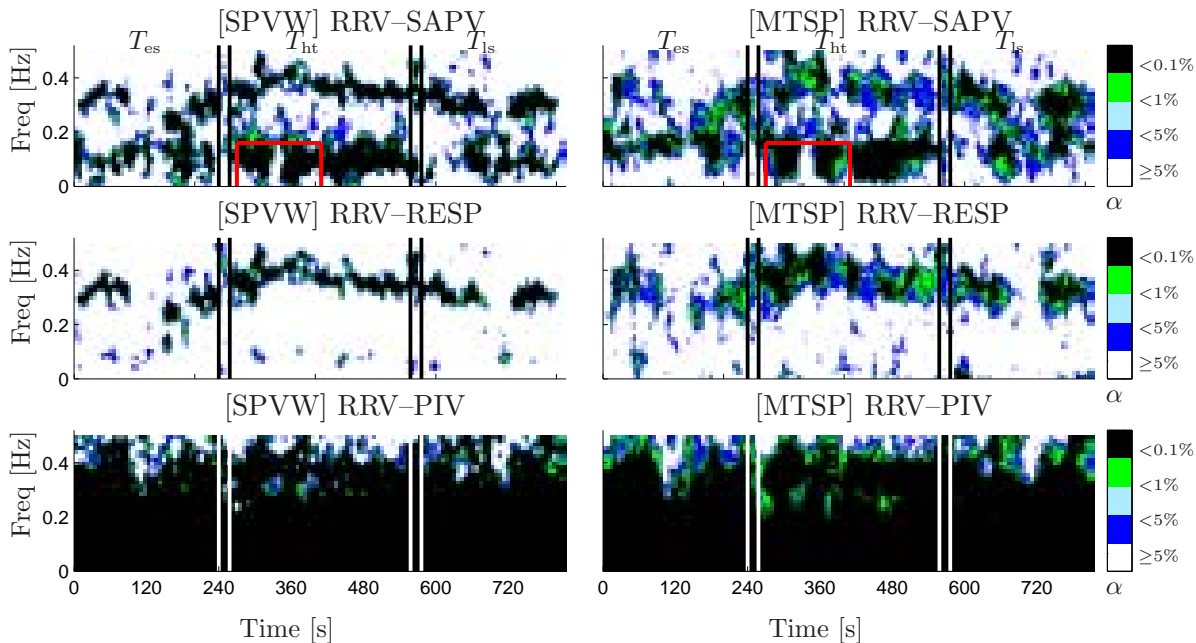 [SPVW] RRV–SAPV
[MTSP] RRV–SAPV
T_es T_ht T_ls
T_es T_ht T_ls
Freq [Hz]
0.4
0.2
0
<0.1%
<1%
<5%
≥5%
α
[SPVW] RRV–RESP
[MTSP] RRV–RESP
Freq [Hz]
0.4
0.2
0
<0.1%
<1%
<5%
≥5%
α
[SPVW] RRV–PIV
[MTSP] RRV–PIV
Freq [Hz]
0.4
0.2
0
<0.1%
<1%
<5%
≥5%
α
0 120 240 360 480 600 720
0 120 240 360 480 600 720
Time [s]
Time [s]